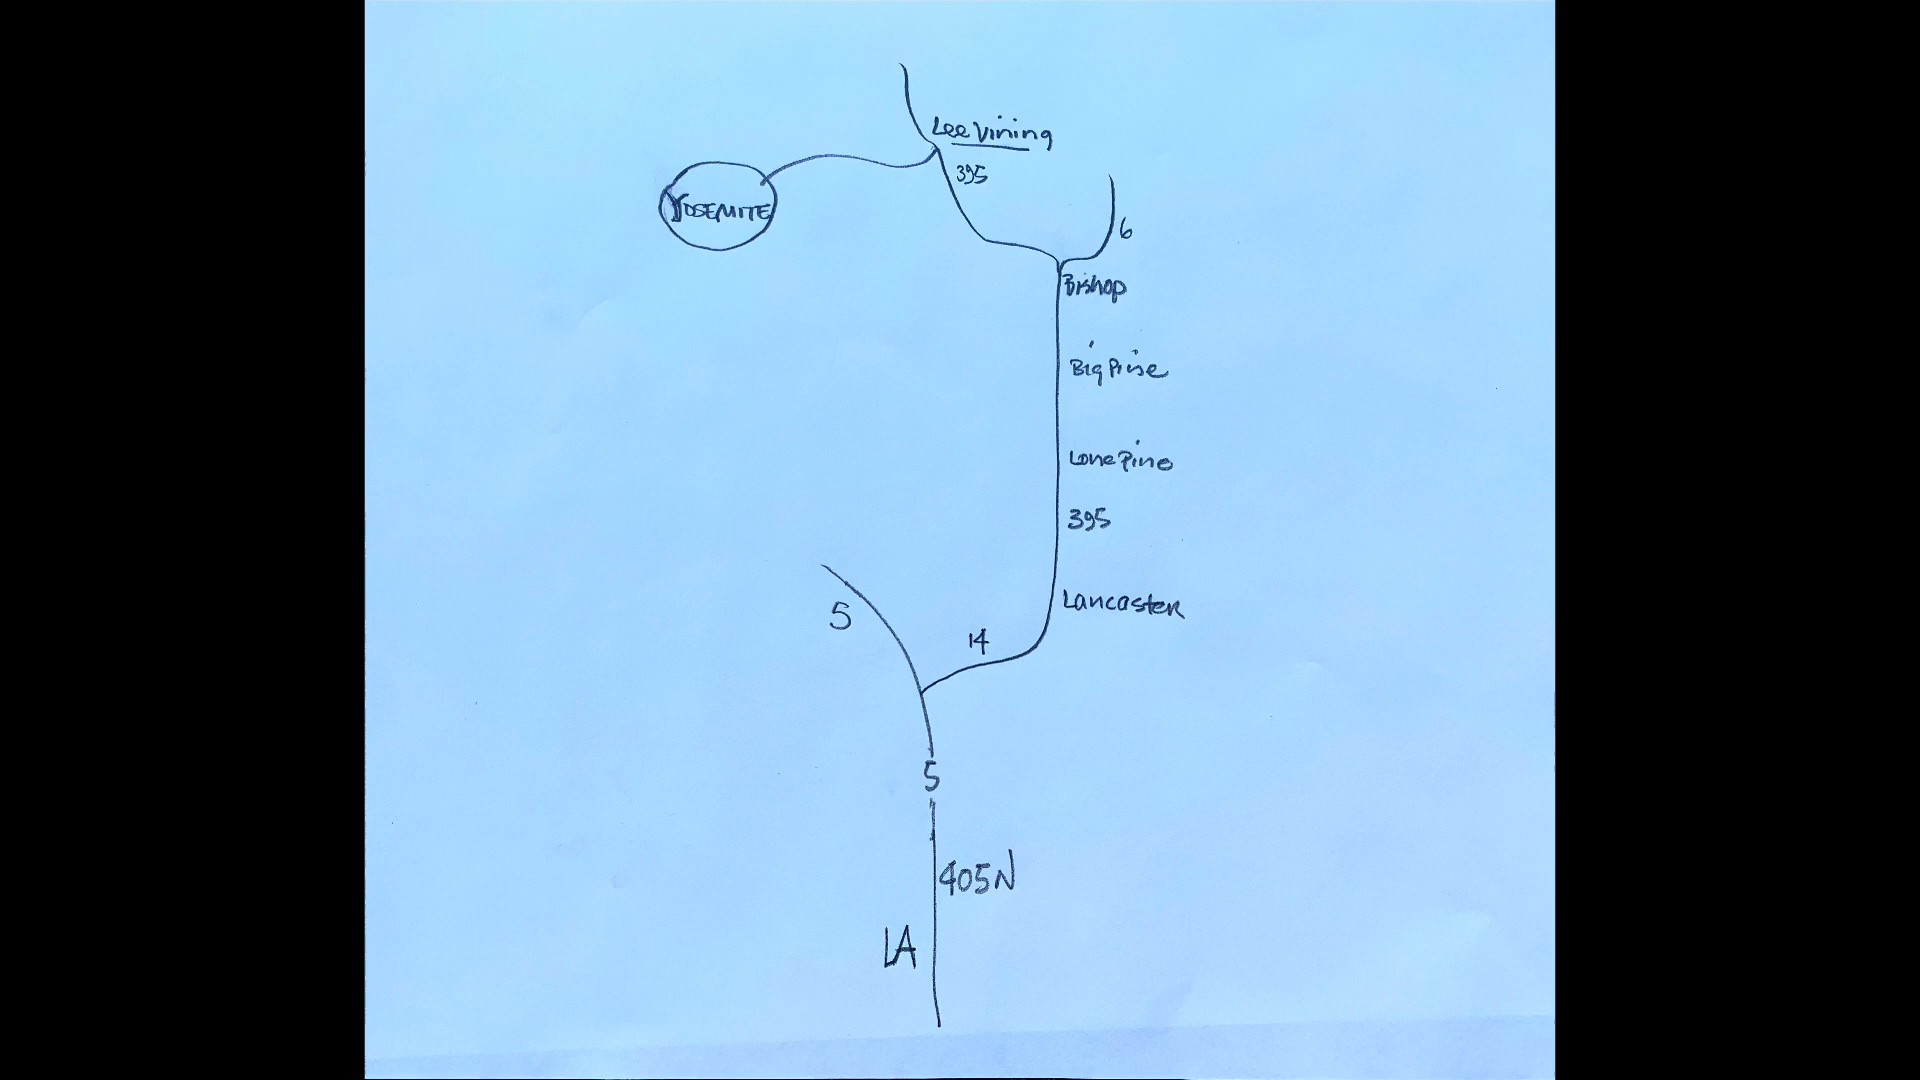 Lee Vining
395
YOSEMITE
6
Bishop
Big Pine
Lone Pine
395
Lancaster
5
14
5
405N
LA